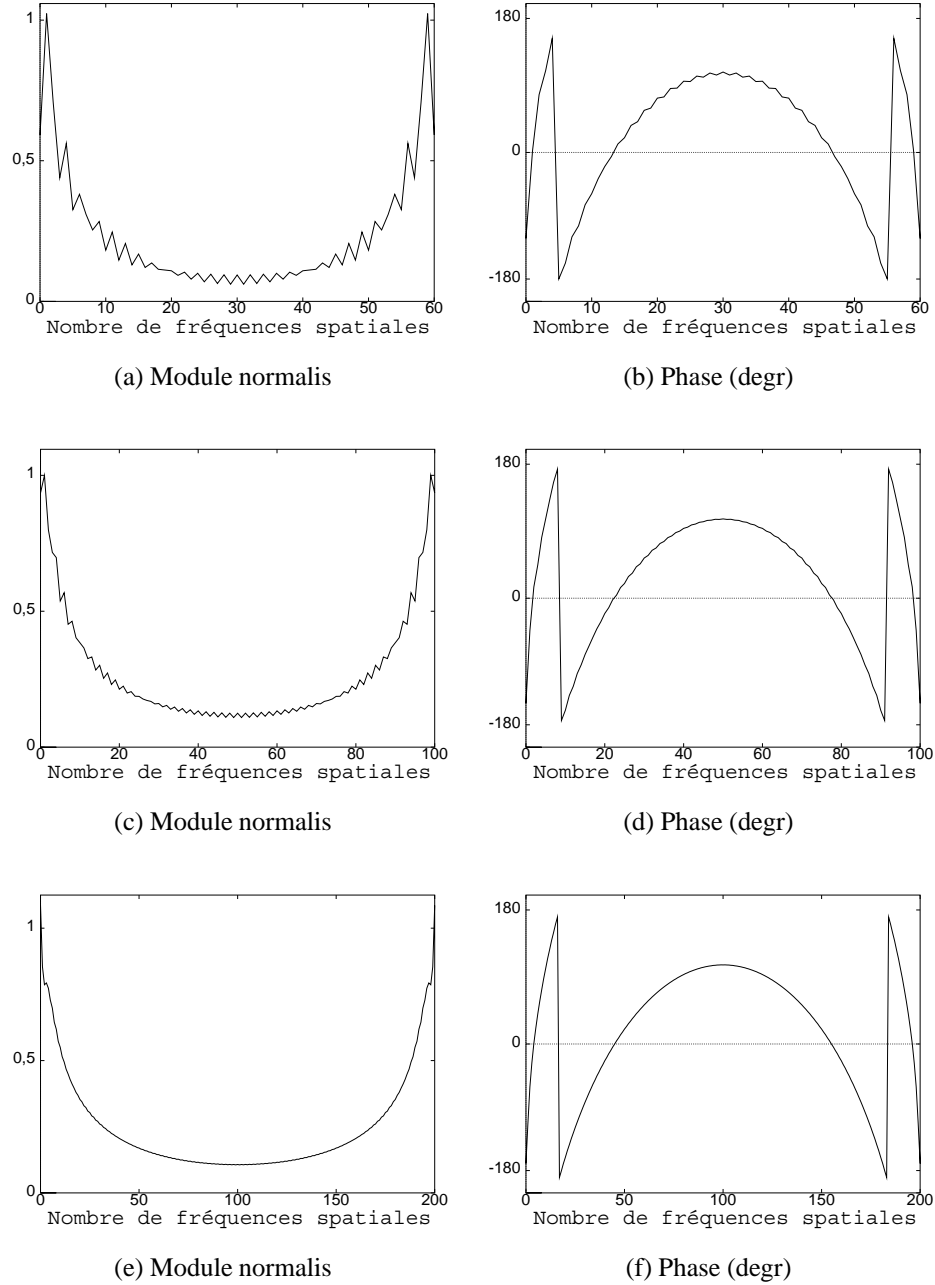 1
0,5
0
0 10 20 30 40 50 60
Nombre de fréquences spatiales
(a) Module normalis
180
0
-180
0 10 20 30 40 50 60
Nombre de fréquences spatiales
(b) Phase (degr)
1
0,5
0
0 20 40 60 80 100
Nombre de fréquences spatiales
(c) Module normalis
180
0
-180
0 20 40 60 80 100
Nombre de fréquences spatiales
(d) Phase (degr)
1
0,5
0
0 50 100 150 200
Nombre de fréquences spatiales
(e) Module normalis
180
0
-180
0 50 100 150 200
Nombre de fréquences spatiales
(f) Phase (degr)